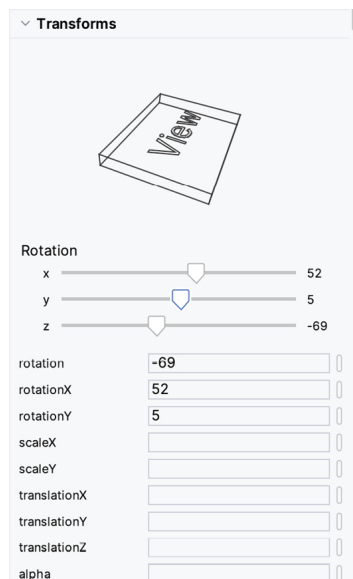 Transforms
View
Rotation
x 52
y 5
z -69
rotation -69
rotationX 52
rotationY 5
scaleX
scaleY
translationX
translationY
translationZ
alpha